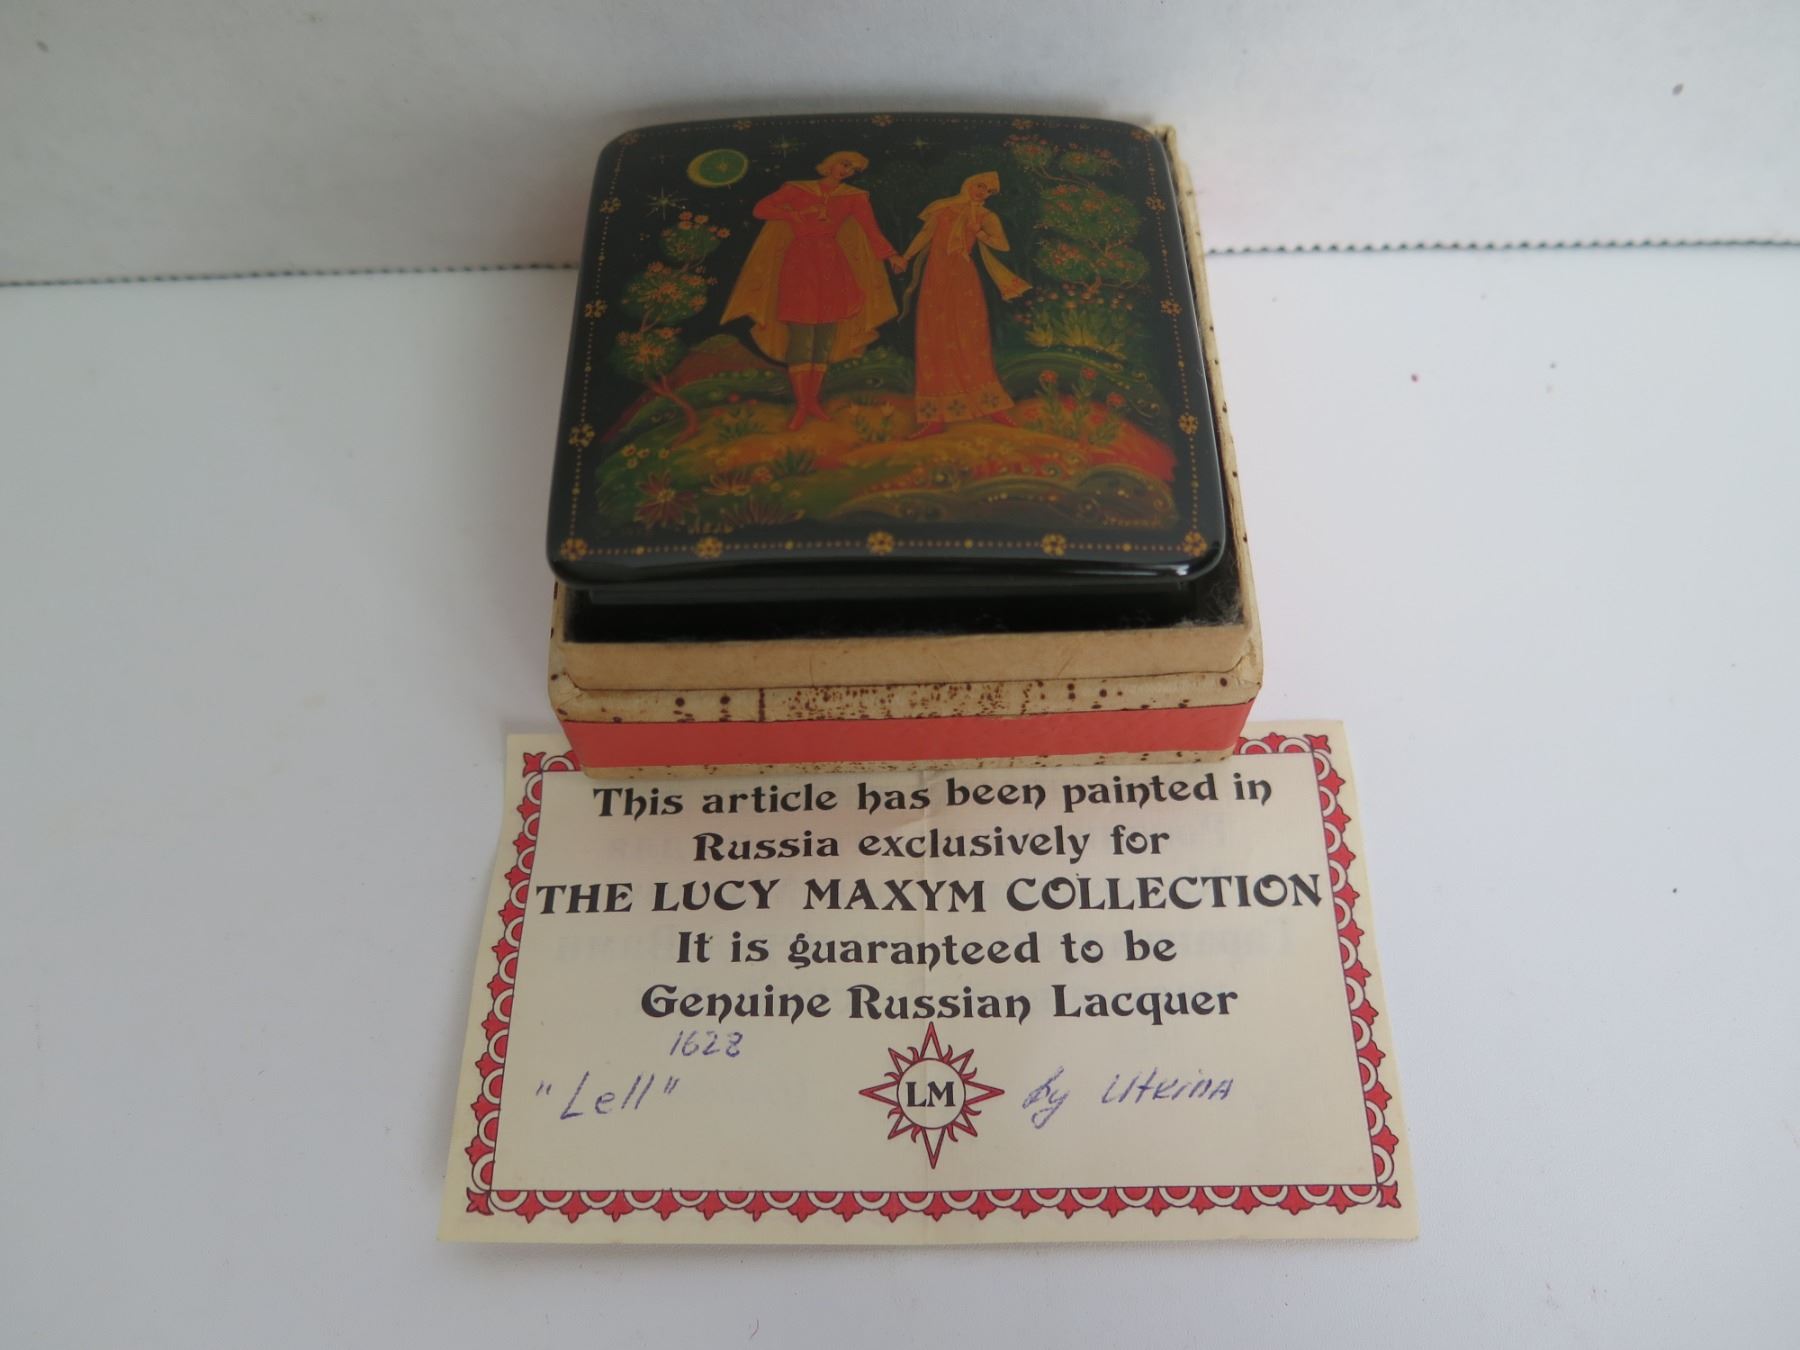 This article has been painted in
Russia exclusively for
THE LUCY MAXYM COLLECTION
It is guaranteed to be
Genuine Russian Lacquer
1628
"Lell"
LM
by Utkina